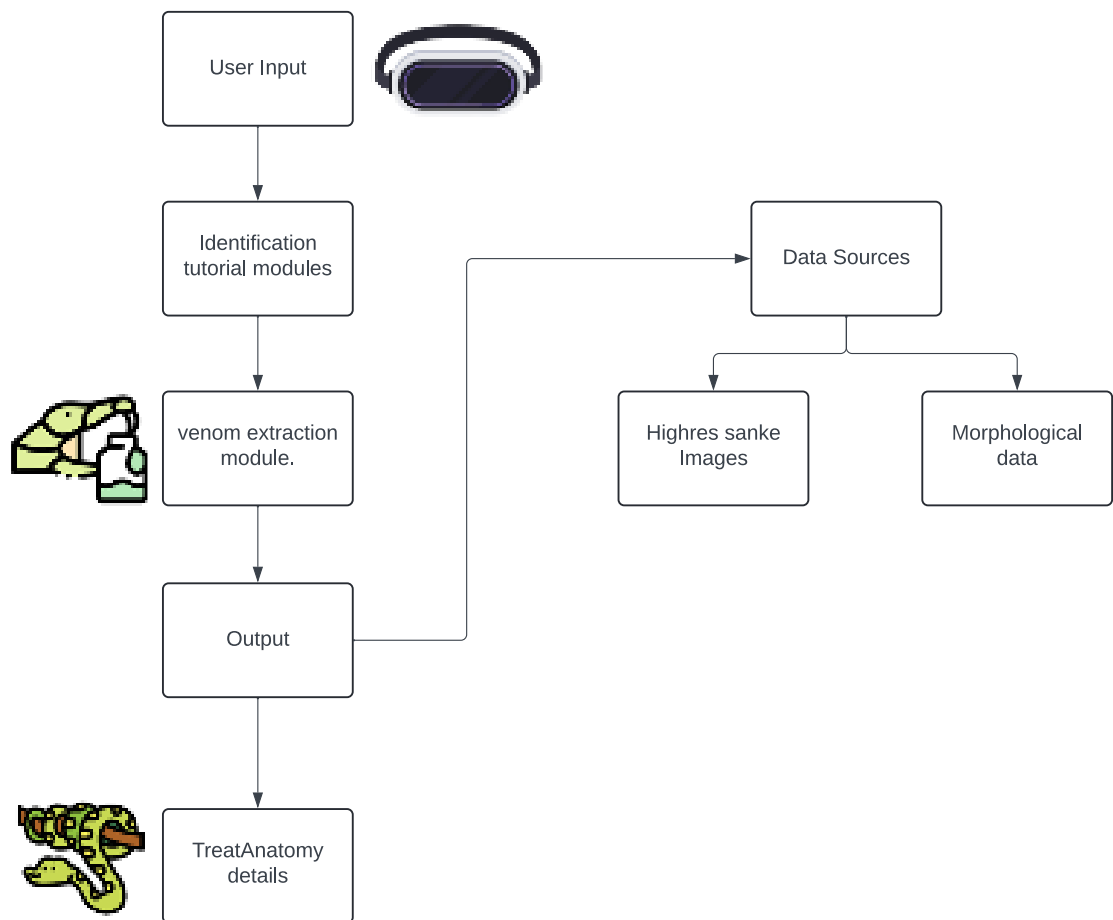 User Input
Identification
tutorial modules
Data Sources
venom extraction
module.
Highres sanke
Images
Morphological
data
Output
TreatAnatomy
details